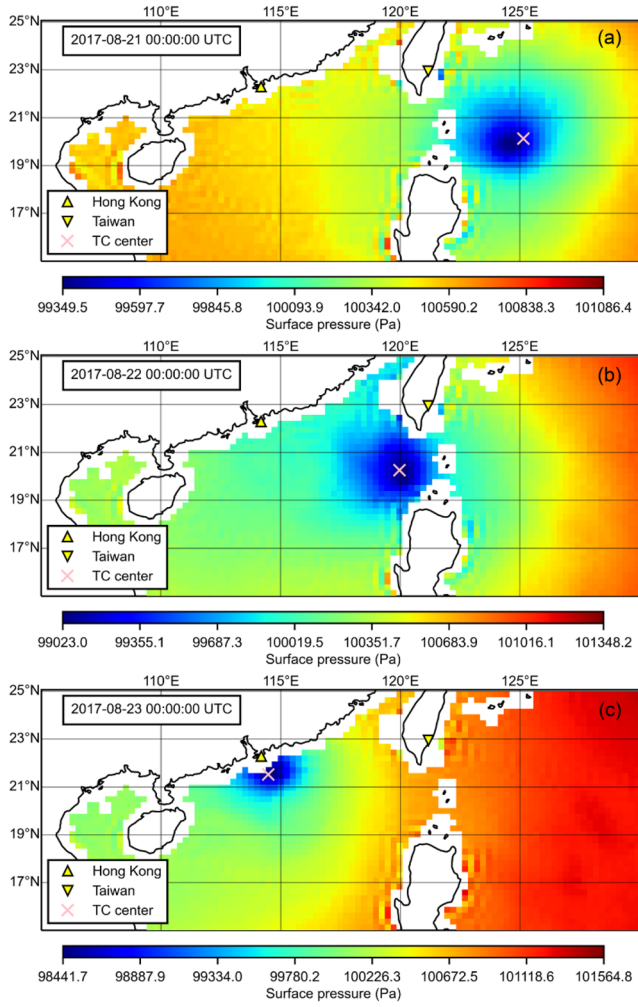 110°E 115°E 120°E 125°E
25°N
2017-08-21 00:00:00 UTC (a)
23°N
21°N
19°N
Hong Kong
17°N Taiwan
TC center
99349.5 99597.7 99845.8 100093.9 100342.0 100590.2 100838.3 101086.4
Surface pressure (Pa)
110°E 115°E 120°E 125°E
25°N
2017-08-22 00:00:00 UTC (b)
23°N
21°N
19°N
Hong Kong
17°N Taiwan
TC center
99023.0 99355.1 99687.3 100019.5 100351.7 100683.9 101016.1 101348.2
Surface pressure (Pa)
110°E 115°E 120°E 125°E
25°N
2017-08-23 00:00:00 UTC (c)
23°N
21°N
19°N
Hong Kong
17°N Taiwan
TC center
98441.7 98887.9 99334.0 99780.2 100226.3 100672.5 101118.6 101564.8
Surface pressure (Pa)